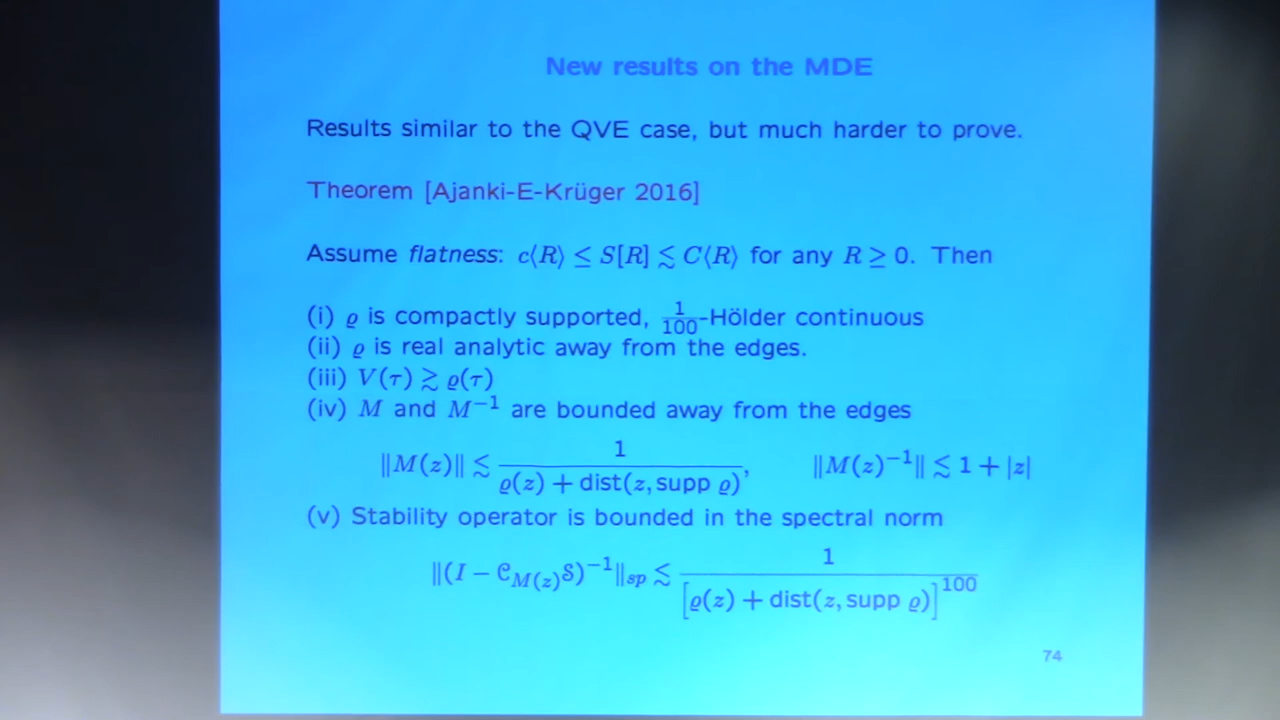 New results on the MDE
Results similar to the QVE case, but much harder to prove.
Theorem [Ajanki-E-Krüger 2016]
Assume flatness: c⟨R⟩ ≤ S[R] ≲ C⟨R⟩ for any R ≥ 0. Then
(i) ϱ is compactly supported, 1/100-Hölder continuous
(ii) ϱ is real analytic away from the edges.
(iii) V(τ) ≳ ϱ(τ)
(iv) M and M⁻¹ are bounded away from the edges
‖M(z)‖ ≲ 1/(ϱ(z) + dist(z, supp ϱ)), ‖M(z)⁻¹‖ ≲ 1 + |z|
(v) Stability operator is bounded in the spectral norm
‖(I − 𝒞_{M(z)}𝒮)⁻¹‖_{sp} ≲ 1/[ϱ(z) + dist(z, supp ϱ)]¹⁰⁰
74